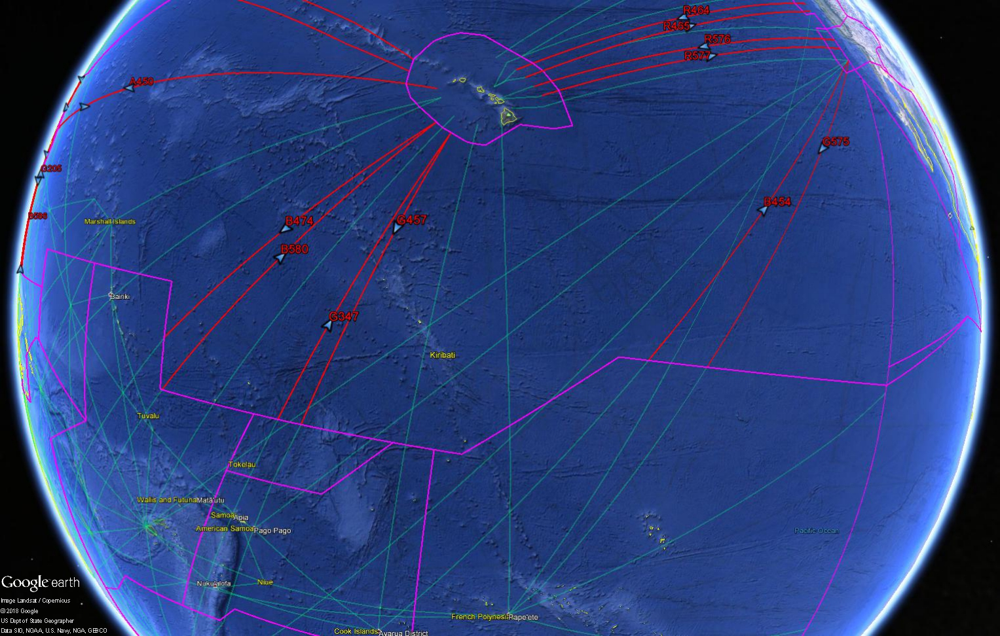 R464
R465
R576
R577
A450
G575
G205
B586
B454
B474
G457
Marshall Islands
B580
Bairiki
G347
Kiribati
Tuvalu
Tokelau
Wallis and Futuna Matā'utu
Samoa Apia
American Samoa Pago Pago
Pacific Ocean
Google earth
Nuku'alofa
Niue
Image Landsat / Copernicus
© 2018 Google
US Dept of State Geographer
Data SIO, NOAA, U.S. Navy, NGA, GEBCO
French Polynesia Pape'ete
Cook Islands Avarua District